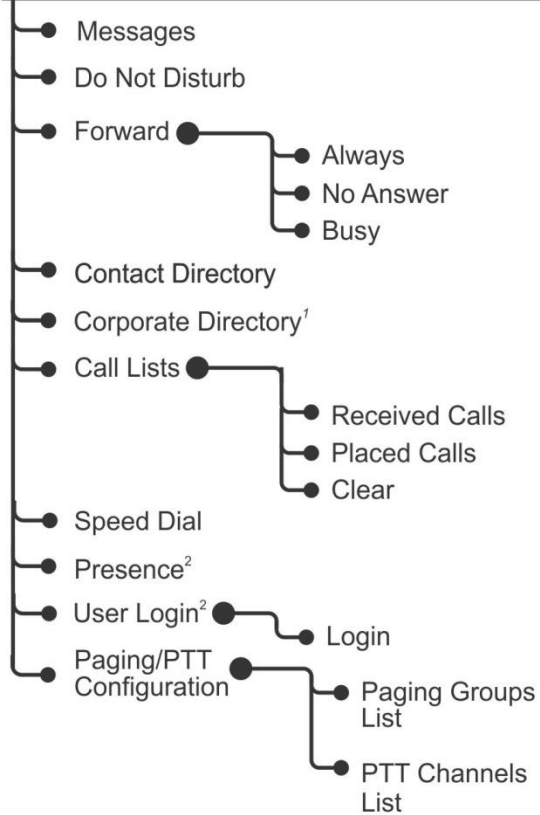 Messages
Do Not Disturb
Forward
Always
No Answer
Busy
Contact Directory
Corporate Directory¹
Call Lists
Received Calls
Placed Calls
Clear
Speed Dial
Presence²
User Login²
Login
Paging/PTT
Configuration
Paging Groups
List
PTT Channels
List